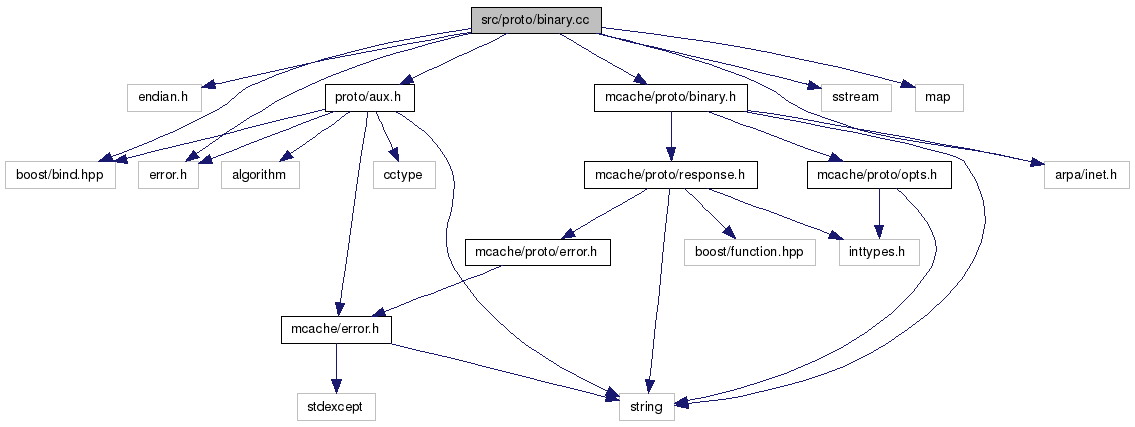 src/proto/binary.cc
endian.h
proto/aux.h
mcache/proto/binary.h
sstream
map
boost/bind.hpp
error.h
algorithm
cctype
mcache/proto/response.h
mcache/proto/opts.h
arpa/inet.h
mcache/proto/error.h
boost/function.hpp
inttypes.h
mcache/error.h
stdexcept
string